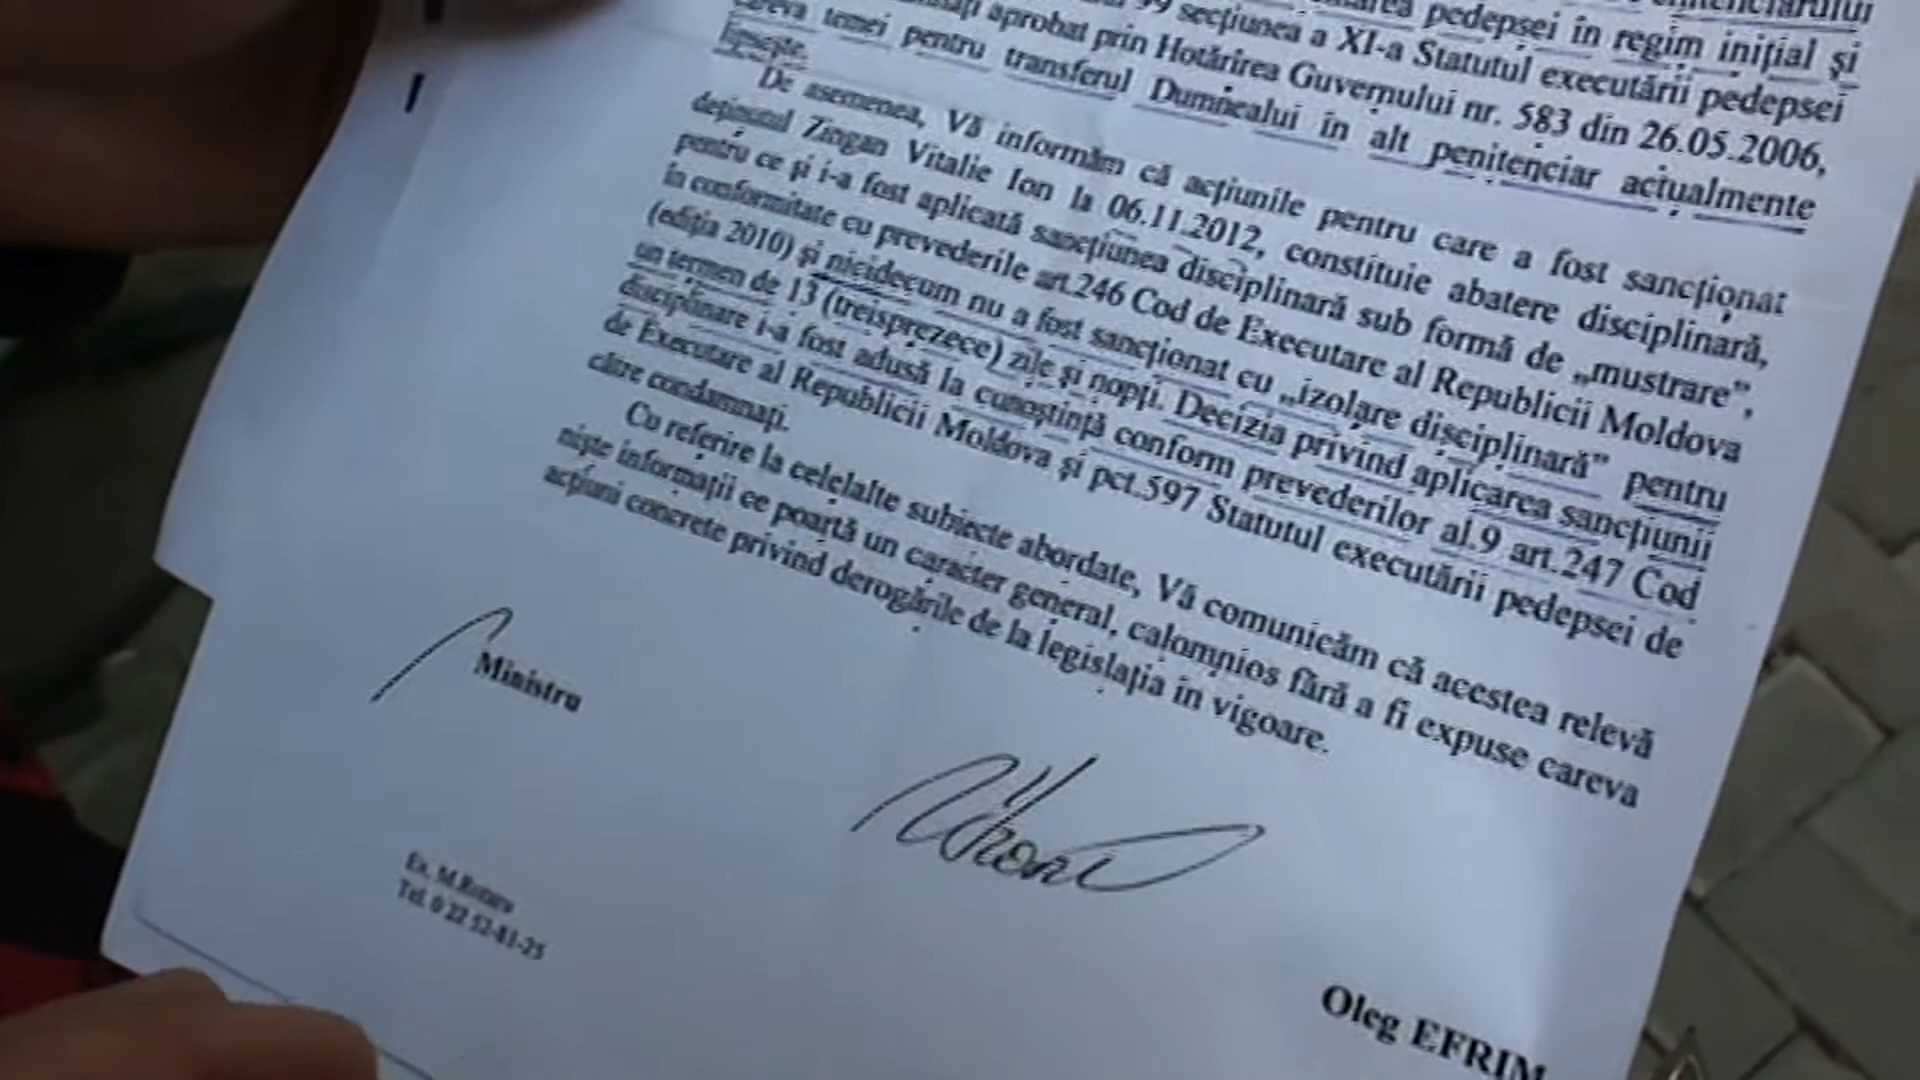 penitenciarului
pedepsei în regim inițial și
99 secțiunea a XI-a Statutul executării pedepsei
aprobat prin Hotărîrea Guvernului nr. 583 din 26.05.2006,
careva temei pentru transferul Dumnealui în alt penitenciar actualmente
lipsește.
De asemenea, Vă informăm că acțiunile pentru care a fost sancționat
deținutul Zingan Vitalie Ion la 06.11.2012, constituie abatere disciplinară,
pentru ce și i-a fost aplicată sancțiunea disciplinară sub formă de „mustrare”,
în conformitate cu prevederile art.246 Cod de Executare al Republicii Moldova
(ediția 2010) și nicidecum nu a fost sancționat cu „izolare disciplinară” pentru
un termen de 13 (treisprezece) zile și nopți. Decizia privind aplicarea sancțiunii
disciplinare i-a fost adusă la cunoștință conform prevederilor al.9 art.247 Cod
de Executare al Republicii Moldova și pct.597 Statutul executării pedepsei de
către condamnați.
Cu referire la celelalte subiecte abordate, Vă comunicăm că acestea relevă
niște informații ce poartă un caracter general, calomnios fără a fi expuse careva
acțiuni concrete privind derogările de la legislația în vigoare.
Ministru
Oleg EFRIM
Ex. M.Rotaru
Tel. 0 22 52-81-25